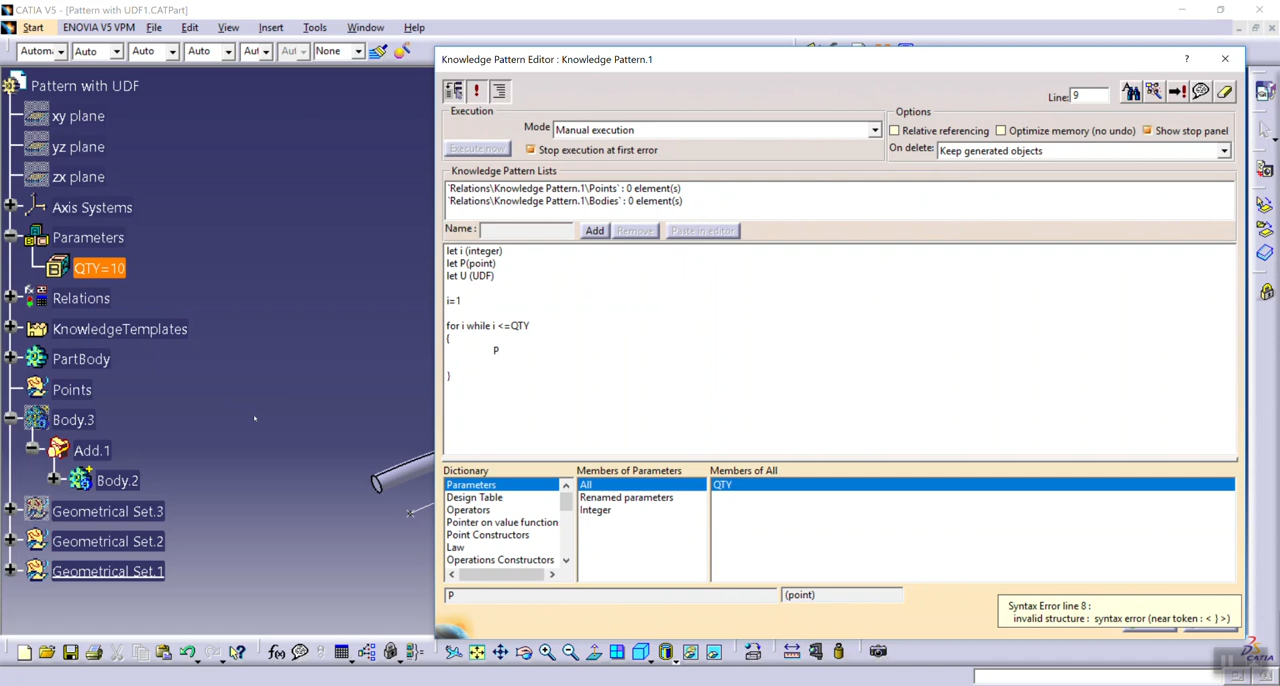 CATIA V5 - [Pattern with UDF1.CATPart]
Start ENOVIA V5 VPM File Edit View Insert Tools Window Help
Autom Auto Auto Auto Aut Aut None
Pattern with UDF
xy plane
yz plane
zx plane
Axis Systems
Parameters
QTY=10
Relations
KnowledgeTemplates
PartBody
Points
Body.3
Add.1
Body.2
Geometrical Set.3
Geometrical Set.2
Geometrical Set.1
Knowledge Pattern Editor : Knowledge Pattern.1
Line: 9
Execution
Mode Manual execution
Execute now Stop execution at first error
Options
Relative referencing Optimize memory (no undo) Show stop panel
On delete: Keep generated objects
Knowledge Pattern Lists
`Relations\Knowledge Pattern.1\Points` : 0 element(s)
`Relations\Knowledge Pattern.1\Bodies` : 0 element(s)
Name : Add Remove Paste in editor
let i (integer)
let P(point)
let U (UDF)
i=1
for i while i <=QTY
{
P
}
Dictionary Members of Parameters Members of All
Parameters All QTY
Design Table Renamed parameters
Operators Integer
Pointer on value function
Point Constructors
Law
Operations Constructors
P (point)
Syntax Error line 8 :
invalid structure : syntax error (near token : < } >)
f(x)
CATIA